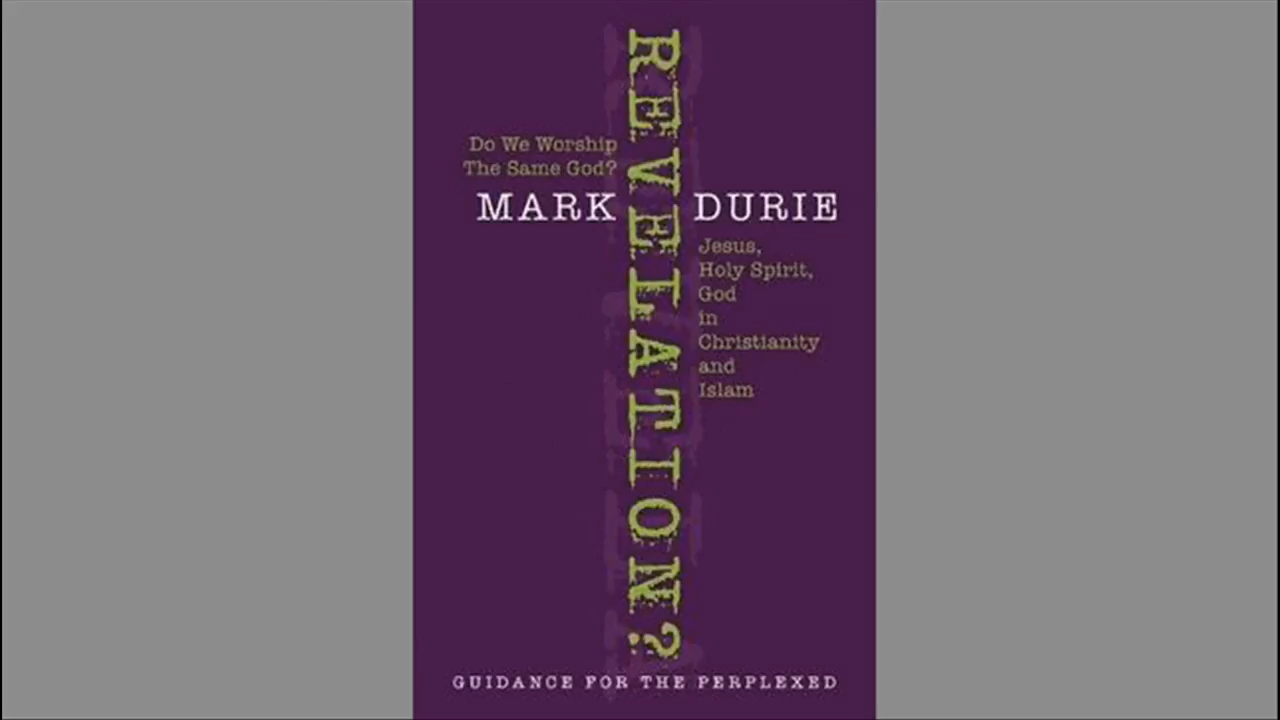 REVELATION?
Do We Worship
The Same God?
MARK DURIE
Jesus,
Holy Spirit,
God
in
Christianity
and
Islam
GUIDANCE FOR THE PERPLEXED